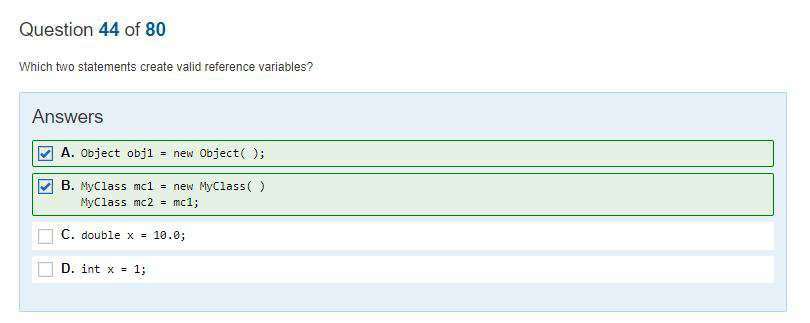 Question 44 of 80
Which two statements create valid reference variables?
Answers
A. Object obj1 = new Object( );
B. MyClass mc1 = new MyClass( )
MyClass mc2 = mc1;
C. double x = 10.0;
D. int x = 1;